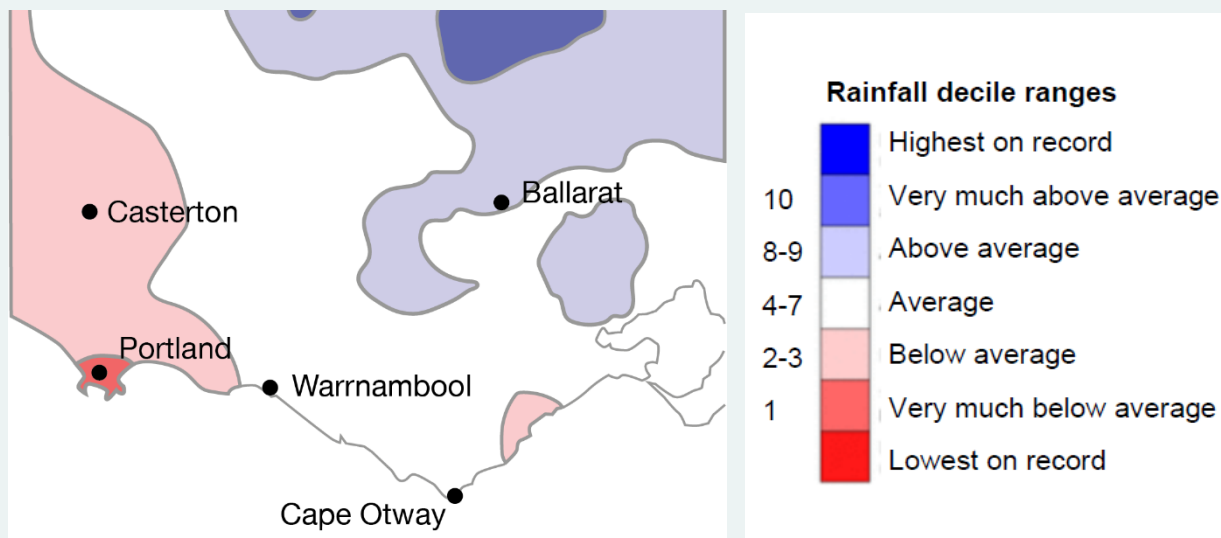 Ballarat
Casterton
Portland
Warrnambool
Cape Otway
Rainfall decile ranges
Highest on record
10 Very much above average
8-9 Above average
4-7 Average
2-3 Below average
1 Very much below average
Lowest on record